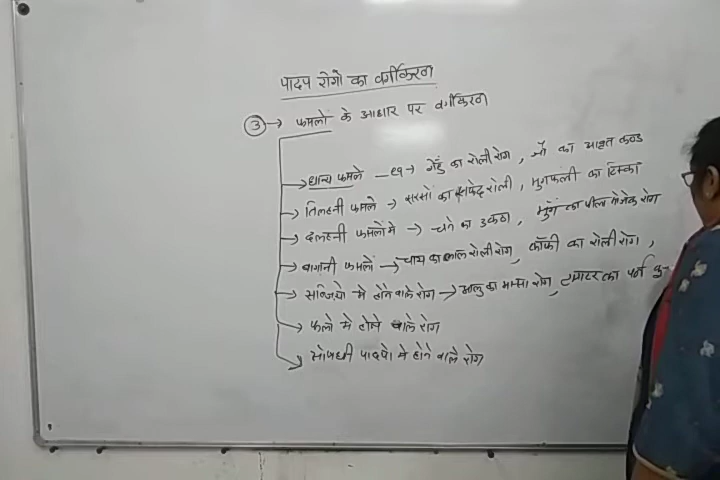 पादप रोगो का वर्गीकरण
③→ फसलों के आधार पर वर्गीकरण
→ धान्य फसले – eg → गेहूँ का रोली रोग, जौ का आवृत कण्ड
→ तिलहनी फसले → सरसों का सफेद रोली, मुगफली का टिक्का
→ दलहनी फसलों मे → चने का उकठा, मूँग का पीला मोजेक रोग
→ बागानी फसलों → चाय का लाल रोली रोग, कॉफी का रोली रोग,
→ सब्जियो मे होने वाले रोग → आलु का रोग, टमाटर का पर्ण
→ फलो मे होने वाले रोग
→ औषधी पादपो मे होने वाले रोग